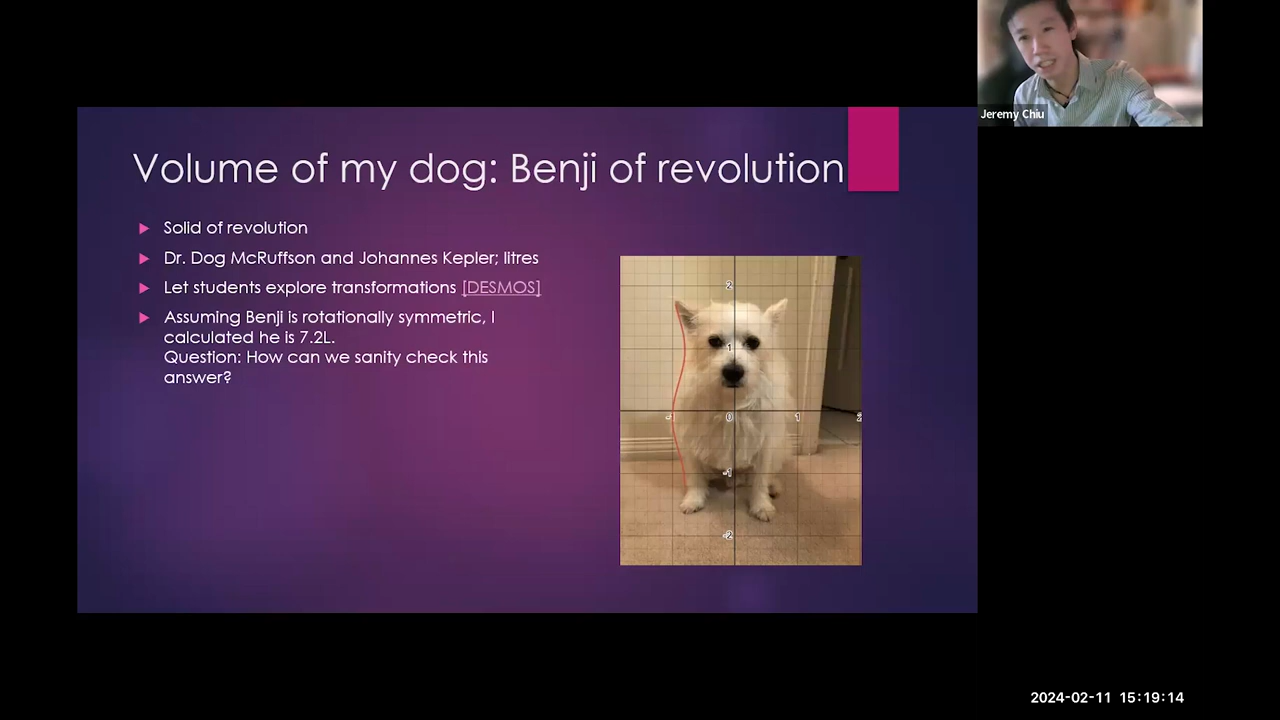 Jeremy Chiu
Volume of my dog: Benji of revolution
Solid of revolution
Dr. Dog McRuffson and Johannes Kepler; litres
Let students explore transformations [DESMOS]
Assuming Benji is rotationally symmetric, I
calculated he is 7.2L.
Question: How can we sanity check this
answer?
2
1
-1 0 1 2
-1
-2
2024-02-11 15:19:14